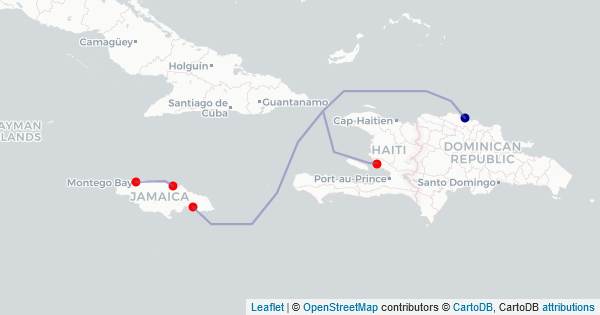 Camagüey
Holguín
Santiago de
Cuba
Guantanamo
AYMAN
LANDS
Cap-Haitien
HAITI
DOMINICAN
REPUBLIC
Montego Bay
JAMAICA
Port-au-Prince
Santo Domingo
Leaflet | © OpenStreetMap contributors © CartoDB, CartoDB attributions